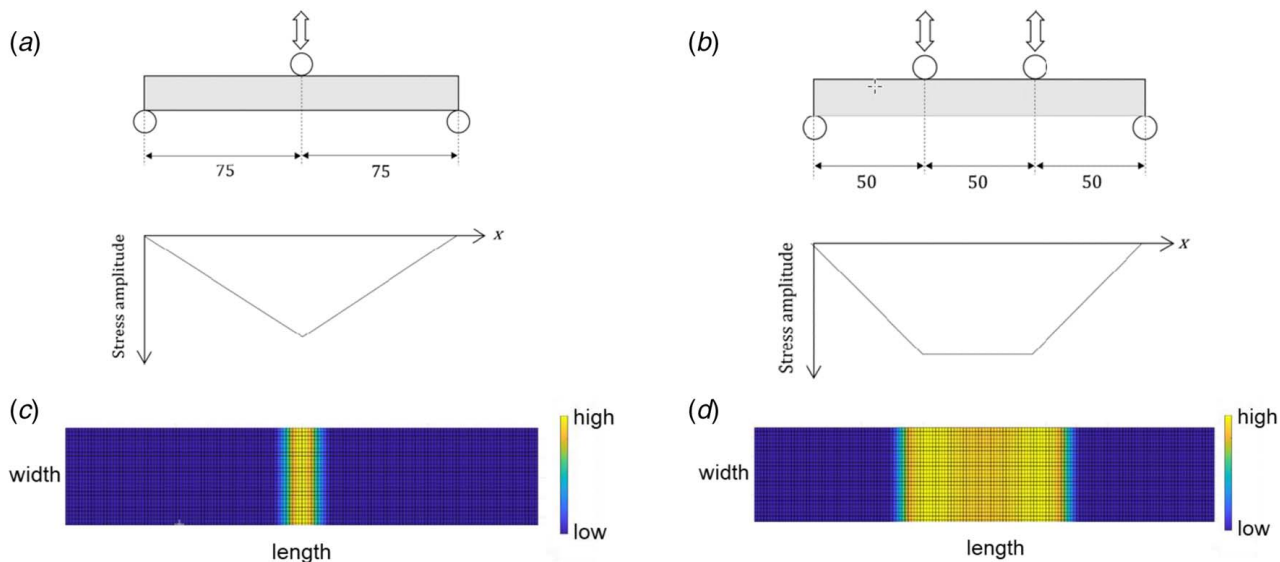 (a)
75
75
x
Stress amplitude
(b)
50
50
50
x
Stress amplitude
(c)
width
length
high
low
(d)
width
length
high
low